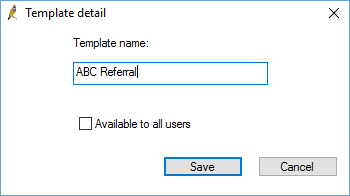 Template detail
Template name:
ABC Referral
Available to all users
Save
Cancel